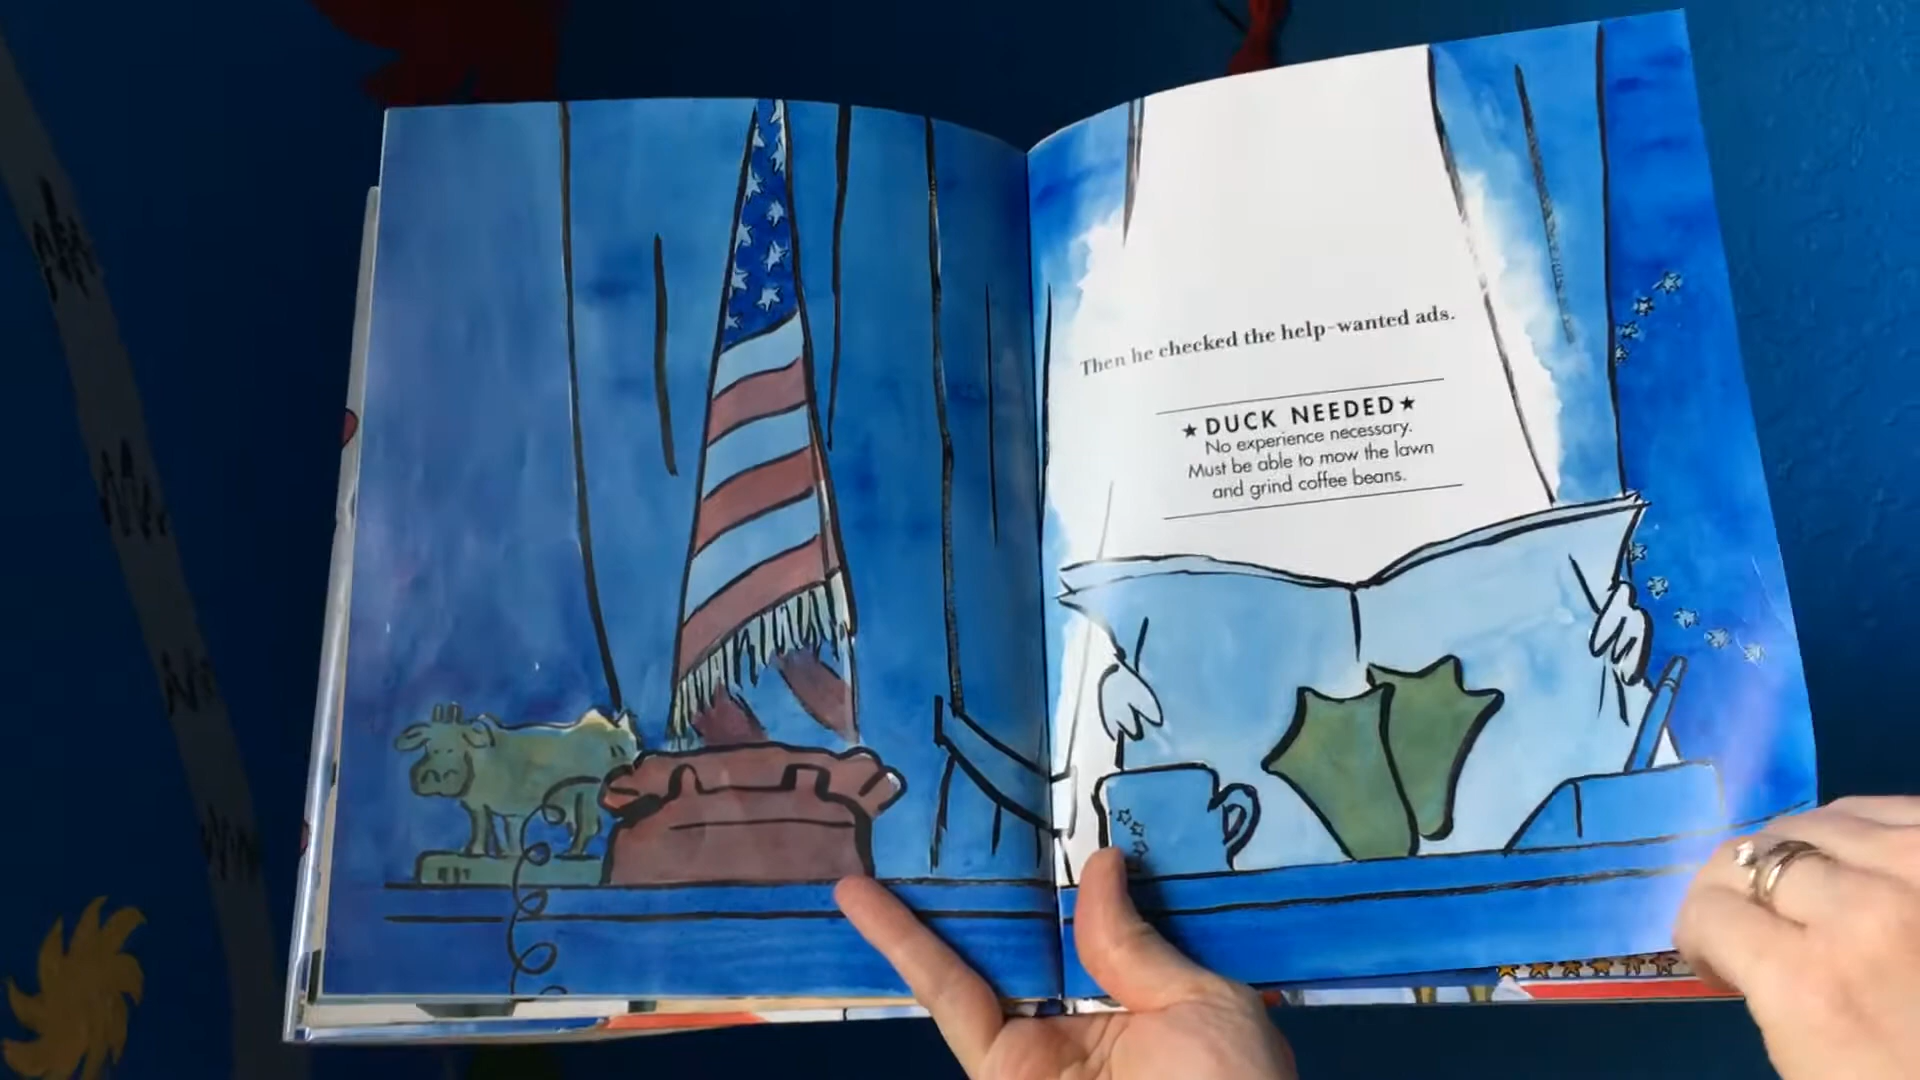 Then he checked the help-wanted ads.
★ DUCK NEEDED ★
No experience necessary.
Must be able to mow the lawn
and grind coffee beans.